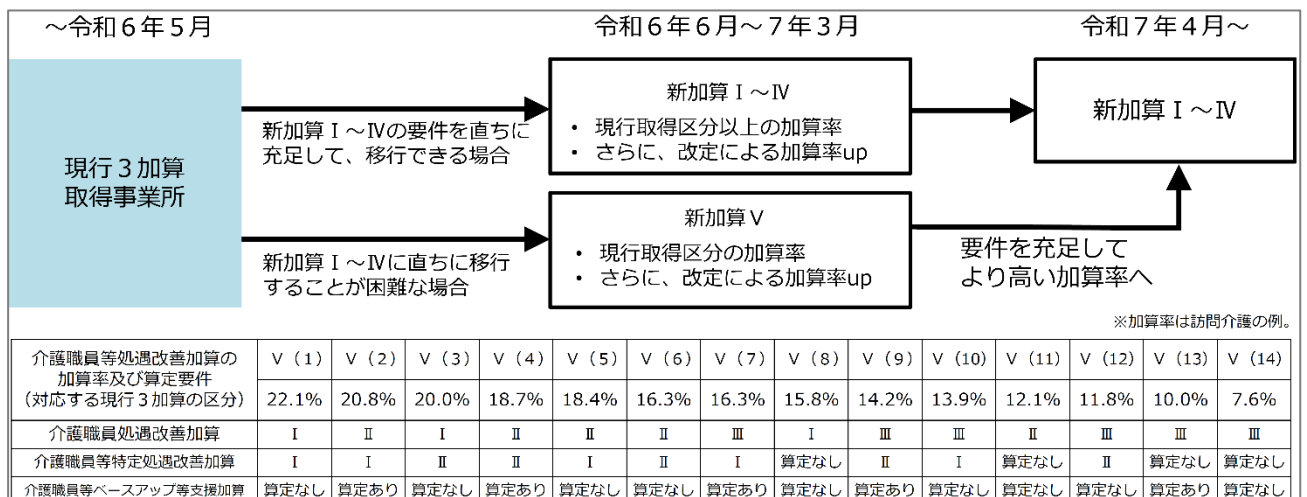 ～令和６年５月
令和６年６月～７年３月
令和７年４月～
現行３加算
取得事業所
新加算Ⅰ～Ⅳの要件を直ちに
充足して、移行できる場合
新加算Ⅰ～Ⅳ
・ 現行取得区分以上の加算率
・ さらに、改定による加算率up
新加算Ⅰ～Ⅳ
新加算Ⅰ～Ⅳに直ちに移行
することが困難な場合
新加算Ⅴ
・ 現行取得区分の加算率
・ さらに、改定による加算率up
要件を充足して
より高い加算率へ
※加算率は訪問介護の例。
介護職員等処遇改善加算の
加算率及び算定要件
（対応する現行３加算の区分）
Ⅴ（1） Ⅴ（2） Ⅴ（3） Ⅴ（4） Ⅴ（5） Ⅴ（6） Ⅴ（7） Ⅴ（8） Ⅴ（9） Ⅴ（10） Ⅴ（11） Ⅴ（12） Ⅴ（13） Ⅴ（14）
22.1% 20.8% 20.0% 18.7% 18.4% 16.3% 16.3% 15.8% 14.2% 13.9% 12.1% 11.8% 10.0% 7.6%
介護職員処遇改善加算 Ⅰ Ⅱ Ⅰ Ⅱ Ⅱ Ⅱ Ⅲ Ⅰ Ⅲ Ⅲ Ⅱ Ⅲ Ⅲ Ⅲ
介護職員等特定処遇改善加算 Ⅰ Ⅰ Ⅱ Ⅱ Ⅰ Ⅱ Ⅰ 算定なし Ⅱ Ⅰ 算定なし Ⅱ 算定なし 算定なし
介護職員等ベースアップ等支援加算 算定なし 算定あり 算定なし 算定あり 算定なし 算定なし 算定あり 算定なし 算定あり 算定なし 算定なし 算定なし 算定あり 算定なし